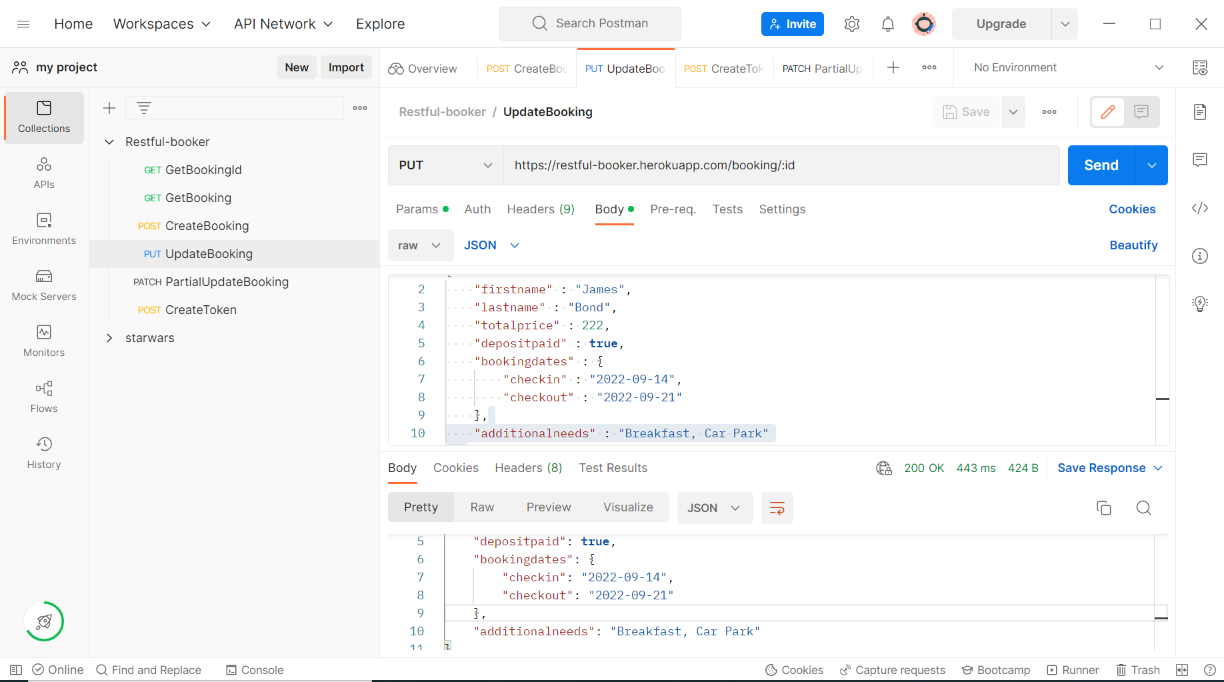 Home Workspaces API Network Explore Search Postman Invite Upgrade
my project New Import
Overview POST CreateBoo PUT UpdateBoo POST CreateTok PATCH PartialUp No Environment
Collections
APIs
Environments
Mock Servers
Monitors
Flows
History
Restful-booker
GET GetBookingId
GET GetBooking
POST CreateBooking
PUT UpdateBooking
PATCH PartialUpdateBooking
POST CreateToken
starwars
Restful-booker / UpdateBooking Save
PUT https://restful-booker.herokuapp.com/booking/:id Send
Params Auth Headers (9) Body Pre-req. Tests Settings Cookies
raw JSON Beautify
2 "firstname" : "James",
3 "lastname" : "Bond",
4 "totalprice" : 222,
5 "depositpaid" : true,
6 "bookingdates" : {
7 "checkin" : "2022-09-14",
8 "checkout" : "2022-09-21"
9 },
10 "additionalneeds" : "Breakfast, Car Park"
Body Cookies Headers (8) Test Results 200 OK 443 ms 424 B Save Response
Pretty Raw Preview Visualize JSON
5 "depositpaid": true,
6 "bookingdates": {
7 "checkin": "2022-09-14",
8 "checkout": "2022-09-21"
9 },
10 "additionalneeds": "Breakfast, Car Park"
11 }
Online Find and Replace Console Cookies Capture requests Bootcamp Runner Trash